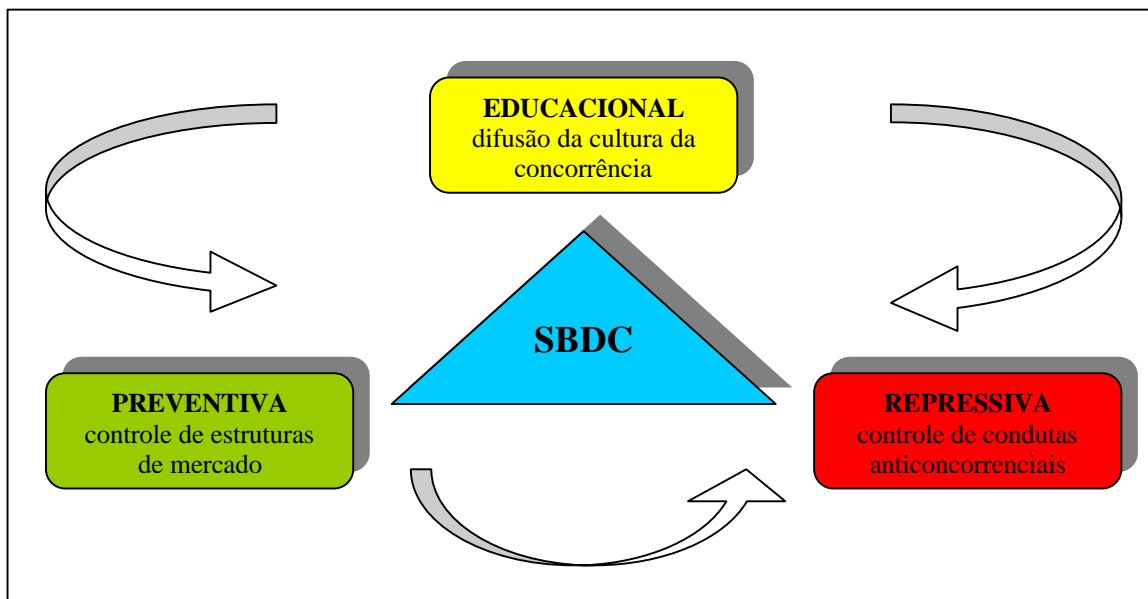 EDUCACIONAL
difusão da cultura da
concorrência
SBDC
PREVENTIVA
controle de estruturas
de mercado
REPRESSIVA
controle de condutas
anticoncorrenciais